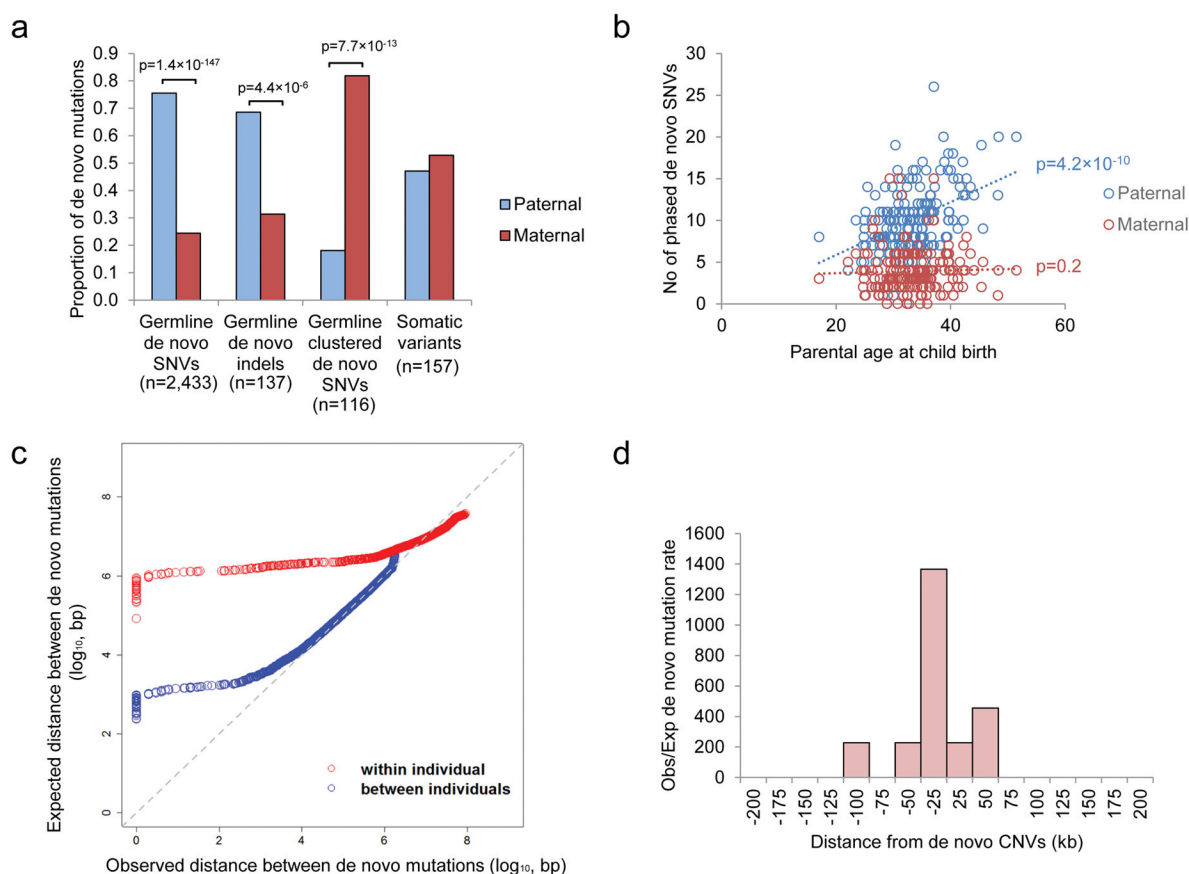 a
Proportion of de novo mutations
0.9
0.8
0.7
0.6
0.5
0.4
0.3
0.2
0.1
0.0
p=1.4×10⁻¹⁴⁷
p=4.4×10⁻⁶
p=7.7×10⁻¹³
Paternal
Maternal
Germline
de novo
SNVs
(n=2,433)
Germline
de novo
indels
(n=137)
Germline
clustered
de novo
SNVs
(n=116)
Somatic
variants
(n=157)
b
No of phased de novo SNVs
30
25
20
15
10
5
0
p=4.2×10⁻¹⁰
Paternal
Maternal
p=0.2
0 20 40 60
Parental age at child birth
c
Expected distance between de novo mutations
(log₁₀, bp)
8
6
4
2
0
within individual
between individuals
0 2 4 6 8
Observed distance between de novo mutations (log₁₀, bp)
d
Obs/Exp de novo mutation rate
1600
1400
1200
1000
800
600
400
200
0
-200
-175
-150
-125
-100
-75
-50
-25
25
50
75
100
125
150
175
200
Distance from de novo CNVs (kb)